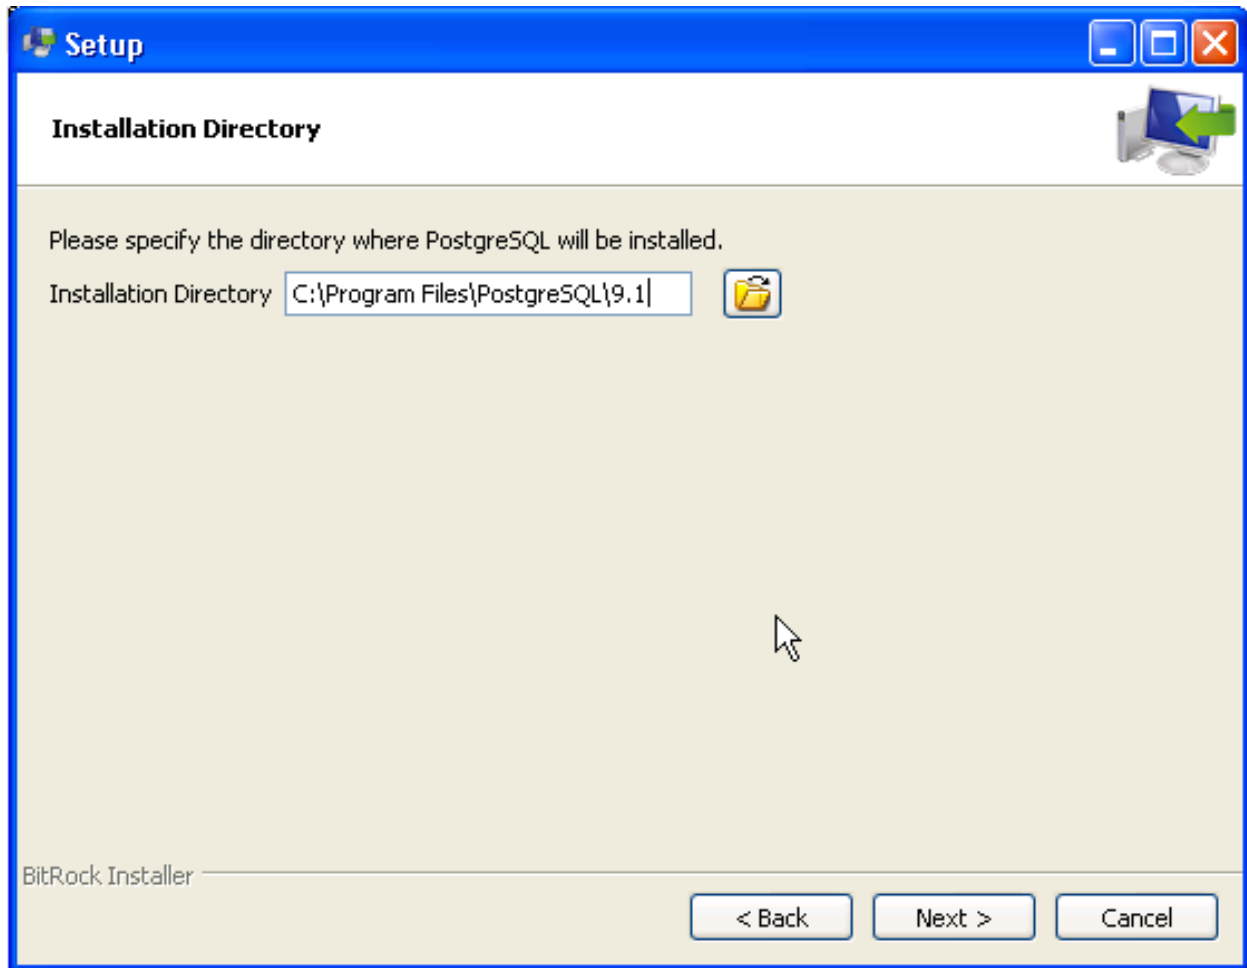 Setup
Installation Directory
Please specify the directory where PostgreSQL will be installed.
Installation Directory C:\Program Files\PostgreSQL\9.1
BitRock Installer
< Back Next > Cancel